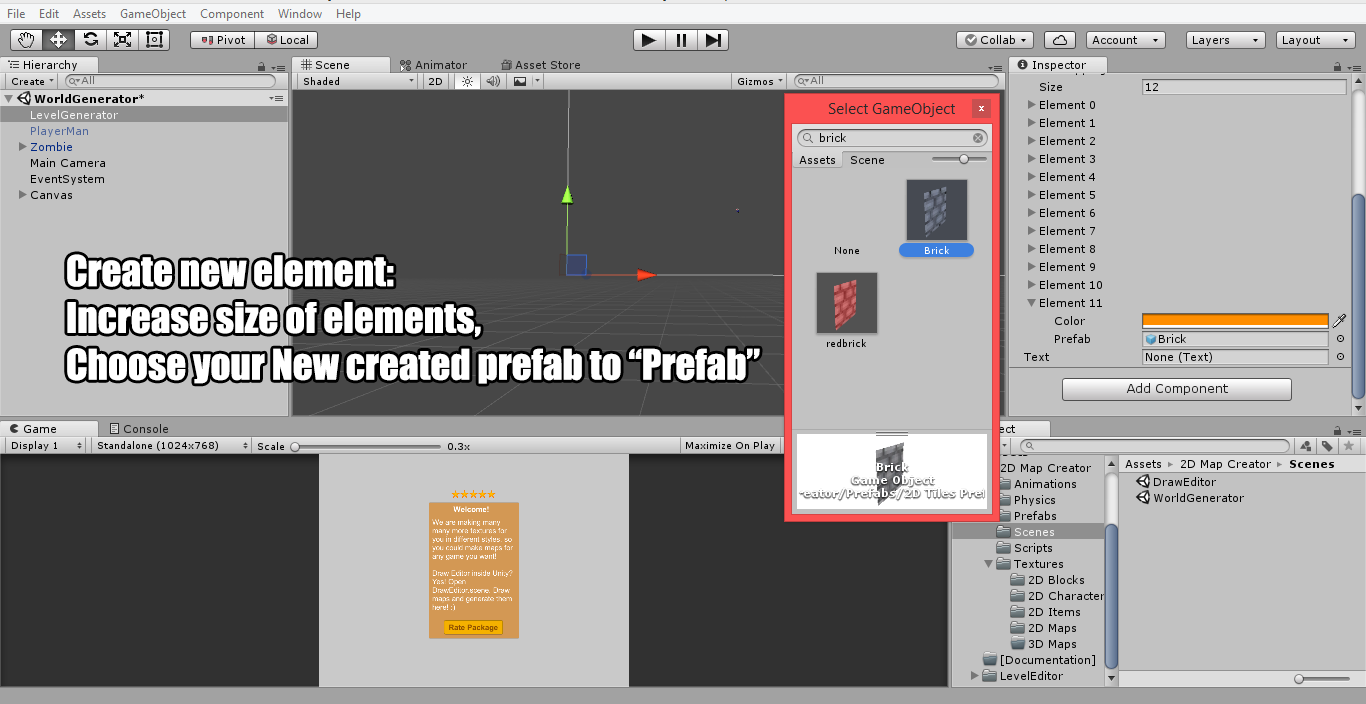 File Edit Assets GameObject Component Window Help
Pivot Local Collab Account Layers Layout
Hierarchy
Create All
WorldGenerator*
LevelGenerator
PlayerMan
Zombie
Main Camera
EventSystem
Canvas
Scene Animator Asset Store
Shaded 2D Gizmos All
Create new element:
Increase size of elements,
Choose your New created prefab to “Prefab”
Select GameObject x
brick
Assets Scene
None
Brick
redbrick
Brick
Game Object
eator/Prefabs/2D Tiles Pref
Inspector
Size 12
Element 0
Element 1
Element 2
Element 3
Element 4
Element 5
Element 6
Element 7
Element 8
Element 9
Element 10
Element 11
Color
Prefab Brick
Text None (Text)
Add Component
Game Console
Display 1 Standalone (1024x768) Scale 0.3x Maximize On Play
Welcome!
We are making many
many more textures for
you in different styles, so
you could make maps for
any game you want!
Draw Editor inside Unity?
Yes! Open
DrawEditor.scene. Draw
maps and generate them
here! ;)
Rate Package
ect
2D Map Creator
Animations
Physics
Prefabs
Scenes
Scripts
Textures
2D Blocks
2D Character
2D Items
2D Maps
3D Maps
[Documentation]
LevelEditor
Assets 2D Map Creator Scenes
DrawEditor
WorldGenerator